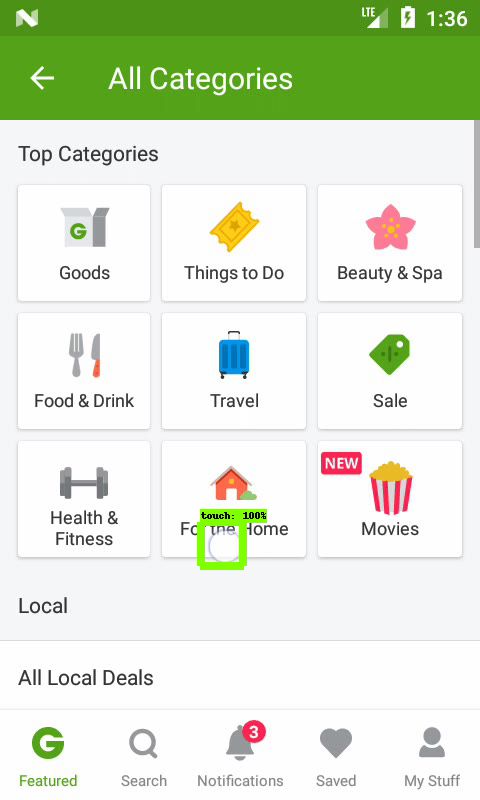 LTE 1:36
All Categories
Top Categories
Goods
Things to Do
Beauty & Spa
Food & Drink
Travel
Sale
Health &
Fitness
touch: 100%
For the Home
NEW
Movies
Local
All Local Deals
3
Featured
Search
Notifications
Saved
My Stuff